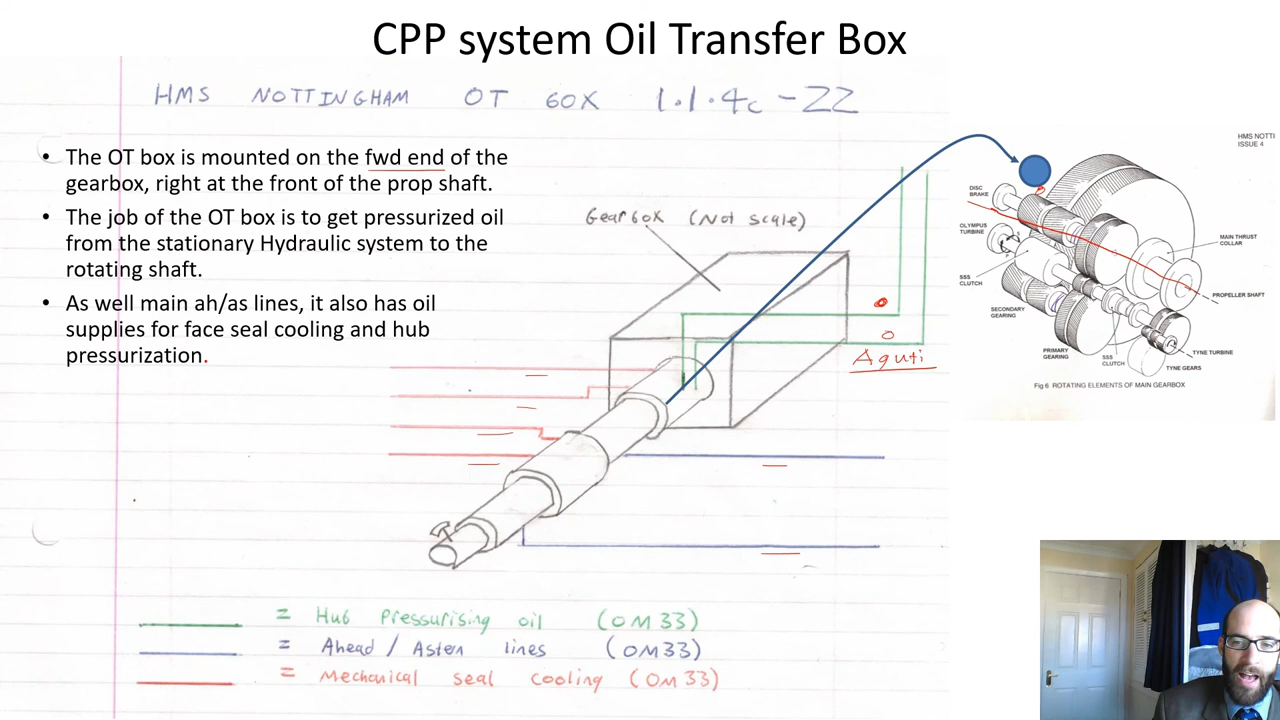 CPP system Oil Transfer Box
HMS NOTTINGHAM OT BOX 1.1.4c-22
• The OT box is mounted on the fwd end of the
gearbox, right at the front of the prop shaft.
• The job of the OT box is to get pressurized oil
from the stationary Hydraulic system to the
rotating shaft.
• As well main ah/as lines, it also has oil
supplies for face seal cooling and hub
pressurization.
Gearbox (Not scale)
HMS NOTTI
ISSUE 4
DISC
BRAKE
OLYMPUS
TURBINE
MAIN THRUST
COLLAR
SSS
CLUTCH
PROPELLER SHAFT
SECONDARY
GEARING
PRIMARY
GEARING
SSS
CLUTCH
TYNE TURBINE
TYNE GEARS
Fig 6 ROTATING ELEMENTS OF MAIN GEARBOX
Aguti
= Hub Pressurising oil (OM33)
= Ahead / Astern lines (OM33)
= Mechanical seal cooling (OM33)